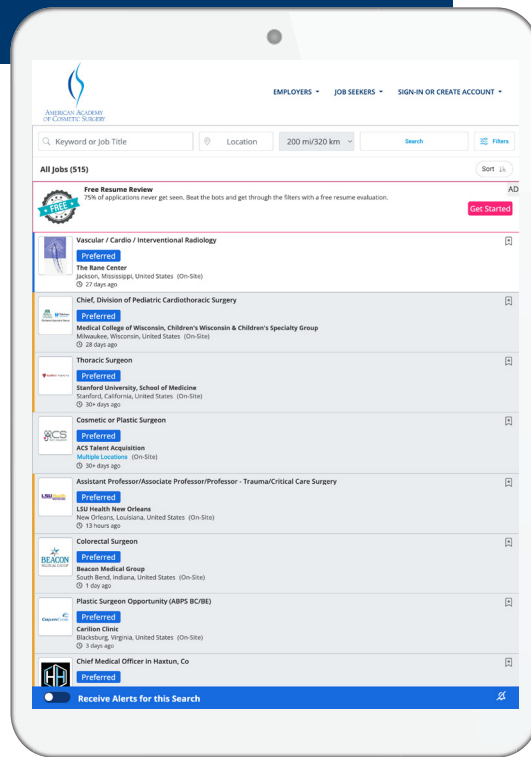 AMERICAN ACADEMY
OF COSMETIC SURGERY
EMPLOYERS JOB SEEKERS SIGN-IN OR CREATE ACCOUNT
Keyword or Job Title Location 200 mi/320 km Search Filters
All Jobs (515) Sort
FREE
Free Resume Review AD
75% of applications never get seen. Beat the bots and get through the filters with a free resume evaluation.
Get Started
Vascular / Cardio / Interventional Radiology
Preferred
The Rane Center
Jackson, Mississippi, United States (On-Site)
27 days ago
Chief, Division of Pediatric Cardiothoracic Surgery
Preferred
Medical College of Wisconsin, Children's Wisconsin & Children's Specialty Group
Milwaukee, Wisconsin, United States (On-Site)
28 days ago
Thoracic Surgeon
Preferred
Stanford University, School of Medicine
Stanford, California, United States (On-Site)
30+ days ago
Cosmetic or Plastic Surgeon
ACS
Preferred
ACS Talent Acquisition
Multiple Locations (On-Site)
30+ days ago
Assistant Professor/Associate Professor/Professor - Trauma/Critical Care Surgery
LSU Health
Preferred
LSU Health New Orleans
New Orleans, Louisiana, United States (On-Site)
13 hours ago
Colorectal Surgeon
BEACON
Preferred
Beacon Medical Group
South Bend, Indiana, United States (On-Site)
1 day ago
Plastic Surgeon Opportunity (ABPS BC/BE)
Preferred
Carilion Clinic
Blacksburg, Virginia, United States (On-Site)
3 days ago
Chief Medical Officer in Haxtun, Co
Preferred
Receive Alerts for this Search